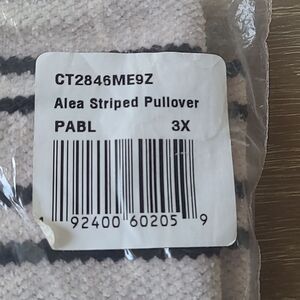 CT2846ME9Z
Alea Striped Pullover
PABL 3X
92400 60205 9